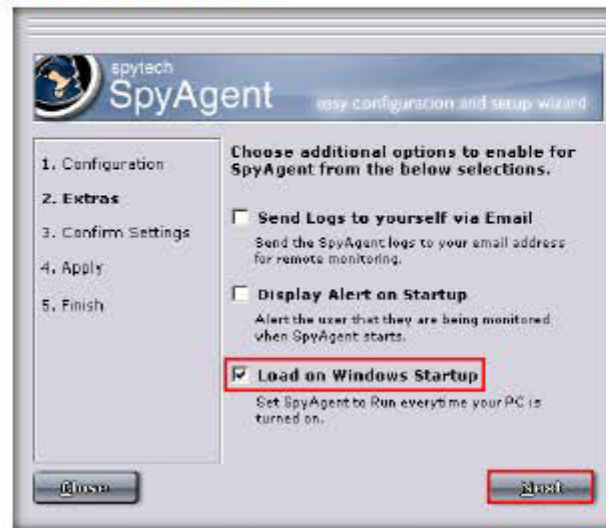 spytech
SpyAgent
easy configuration and setup wizard
1. Configuration
2. Extras
3. Confirm Settings
4. Apply
5. Finish
Choose additional options to enable for
SpyAgent from the below selections.
Send Logs to yourself via Email
Send the SpyAgent logs to your email address
for remote monitoring.
Display Alert on Startup
Alert the user that they are being monitored
when SpyAgent starts.
Load on Windows Startup
Set SpyAgent to Run everytime your PC is
turned on.
Close
Next